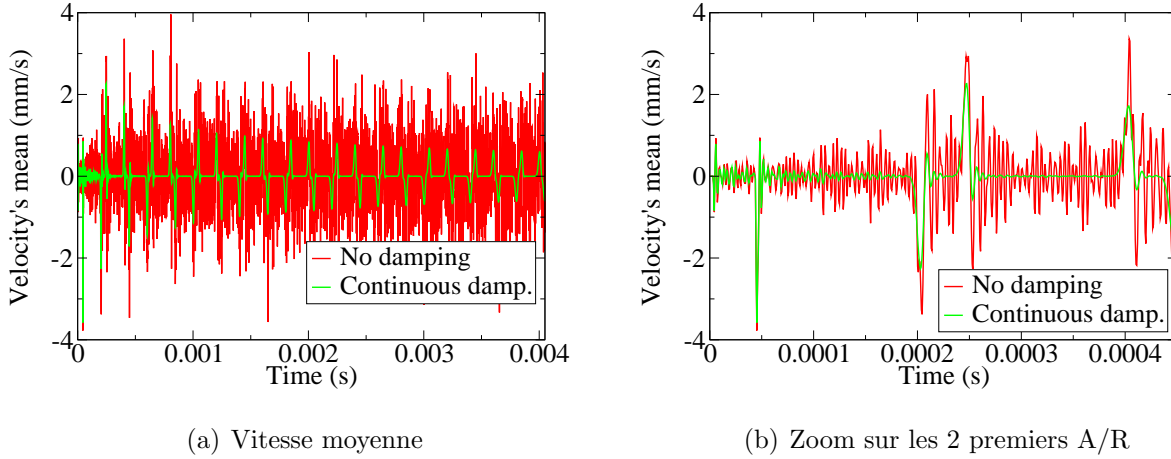 4
2
0
-2
-4
Velocity's mean (mm/s)
0
0.001
0.002
0.003
0.004
Time (s)
No damping
Continuous damp.
(a) Vitesse moyenne
4
2
0
-2
-4
Velocity's mean (mm/s)
0
0.0001
0.0002
0.0003
0.0004
Time (s)
No damping
Continuous damp.
(b) Zoom sur les 2 premiers A/R